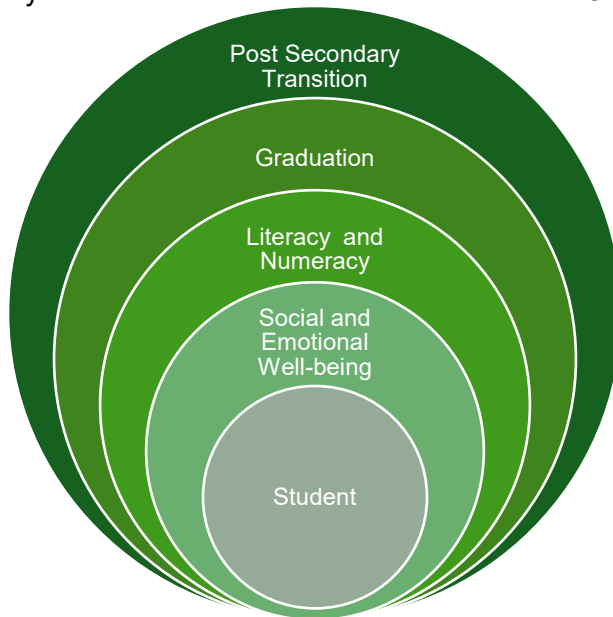 Post Secondary
Transition
Graduation
Literacy and
Numeracy
Social and
Emotional
Well-being
Student